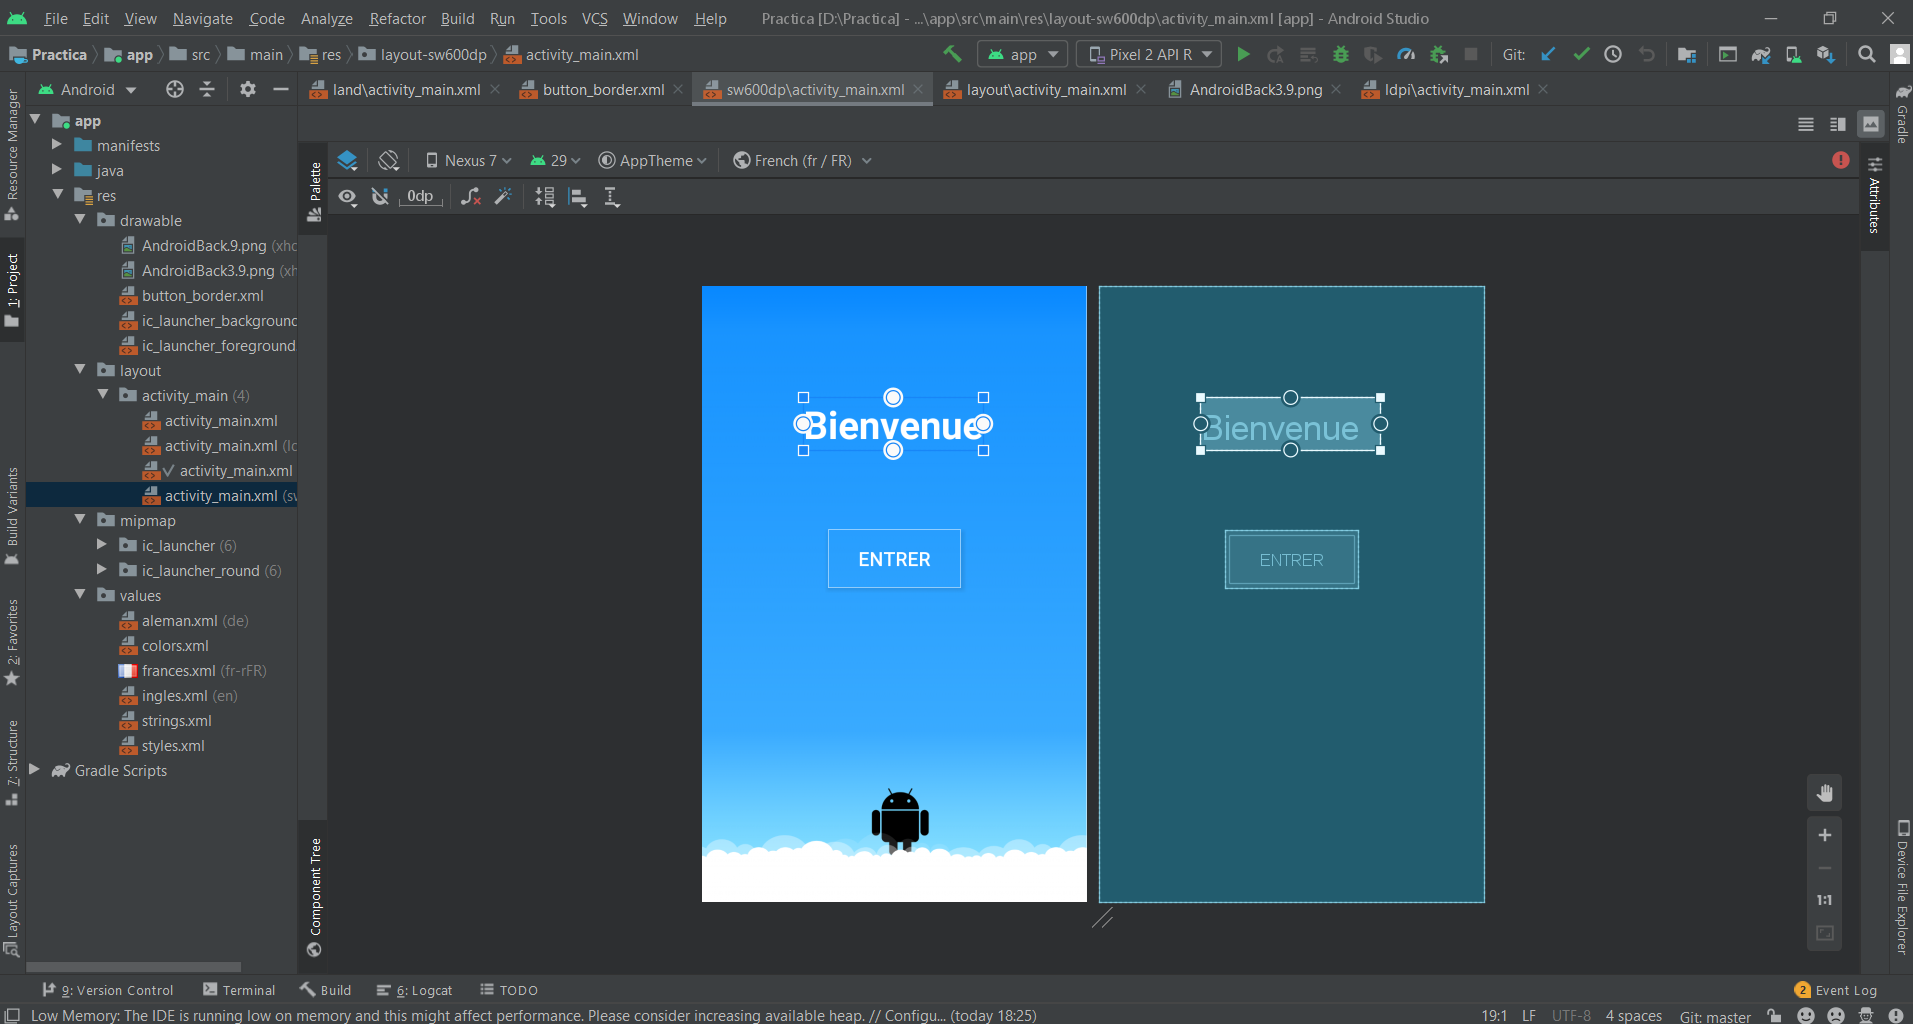 File Edit View Navigate Code Analyze Refactor Build Run Tools VCS Window Help Practica [D:\Practica] - ...\app\src\main\res\layout-sw600dp\activity_main.xml [app] - Android Studio
Practica app src main res layout-sw600dp activity_main.xml app Pixel 2 API R Git:
Android land\activity_main.xml button_border.xml sw600dp\activity_main.xml layout\activity_main.xml AndroidBack3.9.png ldpi\activity_main.xml
Resource Manager
1: Project
Build Variants
2: Favorites
7: Structure
Layout Captures
app
manifests
java
res
drawable
AndroidBack.9.png (xhd
AndroidBack3.9.png (xh
button_border.xml
ic_launcher_background
ic_launcher_foreground.
layout
activity_main (4)
activity_main.xml
activity_main.xml (ld
activity_main.xml
activity_main.xml (sv
mipmap
ic_launcher (6)
ic_launcher_round (6)
values
aleman.xml (de)
colors.xml
frances.xml (fr-rFR)
ingles.xml (en)
strings.xml
styles.xml
Gradle Scripts
Palette
Component Tree
Nexus 7 29 AppTheme French (fr / FR)
0dp
Bienvenue
ENTRER
Bienvenue
ENTRER
1:1
Gradle
Attributes
Device File Explorer
9: Version Control Terminal Build 6: Logcat TODO 2 Event Log
Low Memory: The IDE is running low on memory and this might affect performance. Please consider increasing available heap. // Configu... (today 18:25) 19:1 LF UTF-8 4 spaces Git: master